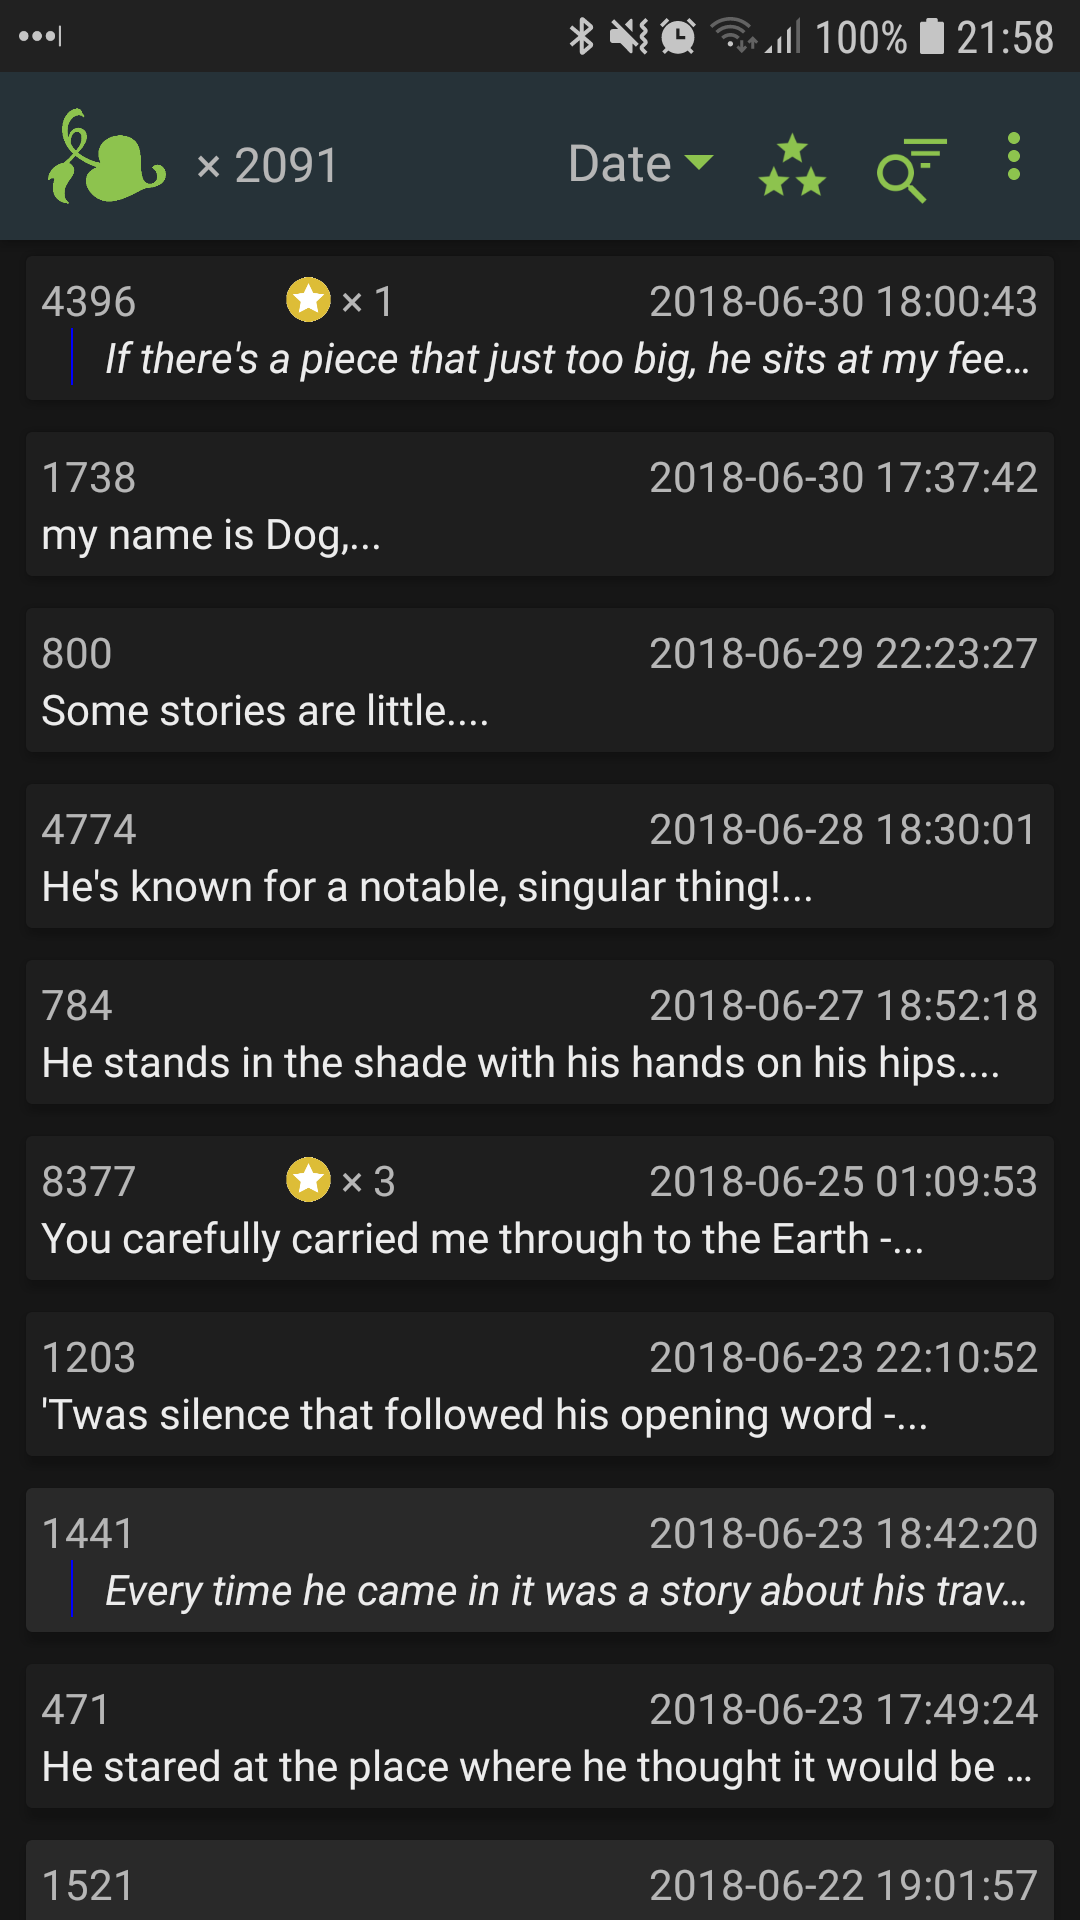 100% 21:58
× 2091 Date
4396 × 1 2018-06-30 18:00:43
If there's a piece that just too big, he sits at my fee...
1738 2018-06-30 17:37:42
my name is Dog,...
800 2018-06-29 22:23:27
Some stories are little....
4774 2018-06-28 18:30:01
He's known for a notable, singular thing!...
784 2018-06-27 18:52:18
He stands in the shade with his hands on his hips....
8377 × 3 2018-06-25 01:09:53
You carefully carried me through to the Earth -...
1203 2018-06-23 22:10:52
'Twas silence that followed his opening word -...
1441 2018-06-23 18:42:20
Every time he came in it was a story about his trav...
471 2018-06-23 17:49:24
He stared at the place where he thought it would be ...
1521 2018-06-22 19:01:57